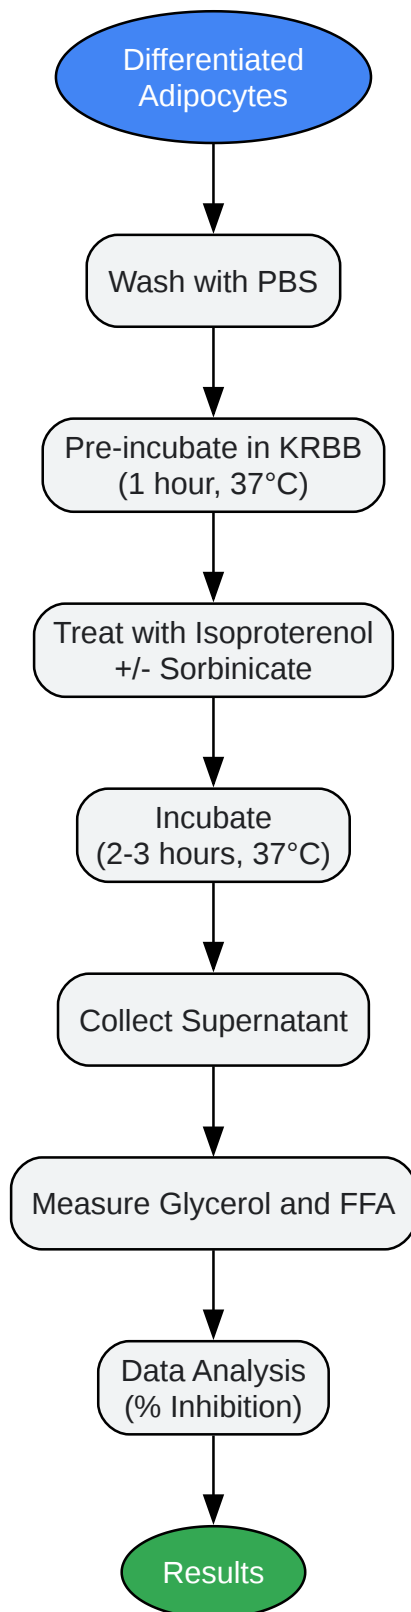 Differentiated
Adipocytes
Wash with PBS
Pre-incubate in KRBB
(1 hour, 37°C)
Treat with Isoproterenol
+/- Sorbinicate
Incubate
(2-3 hours, 37°C)
Collect Supernatant
Measure Glycerol and FFA
Data Analysis
(% Inhibition)
Results